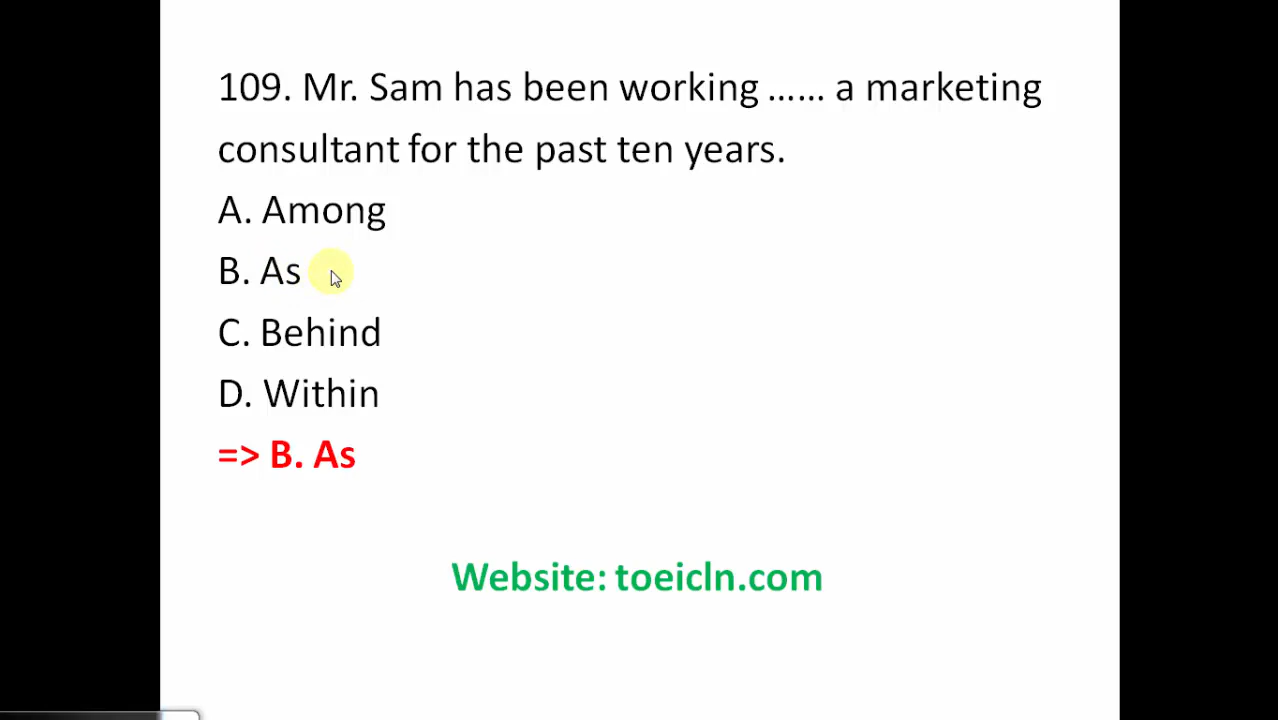 109. Mr. Sam has been working …… a marketing
consultant for the past ten years.
A. Among
B. As
C. Behind
D. Within
=> B. As
Website: toeicln.com